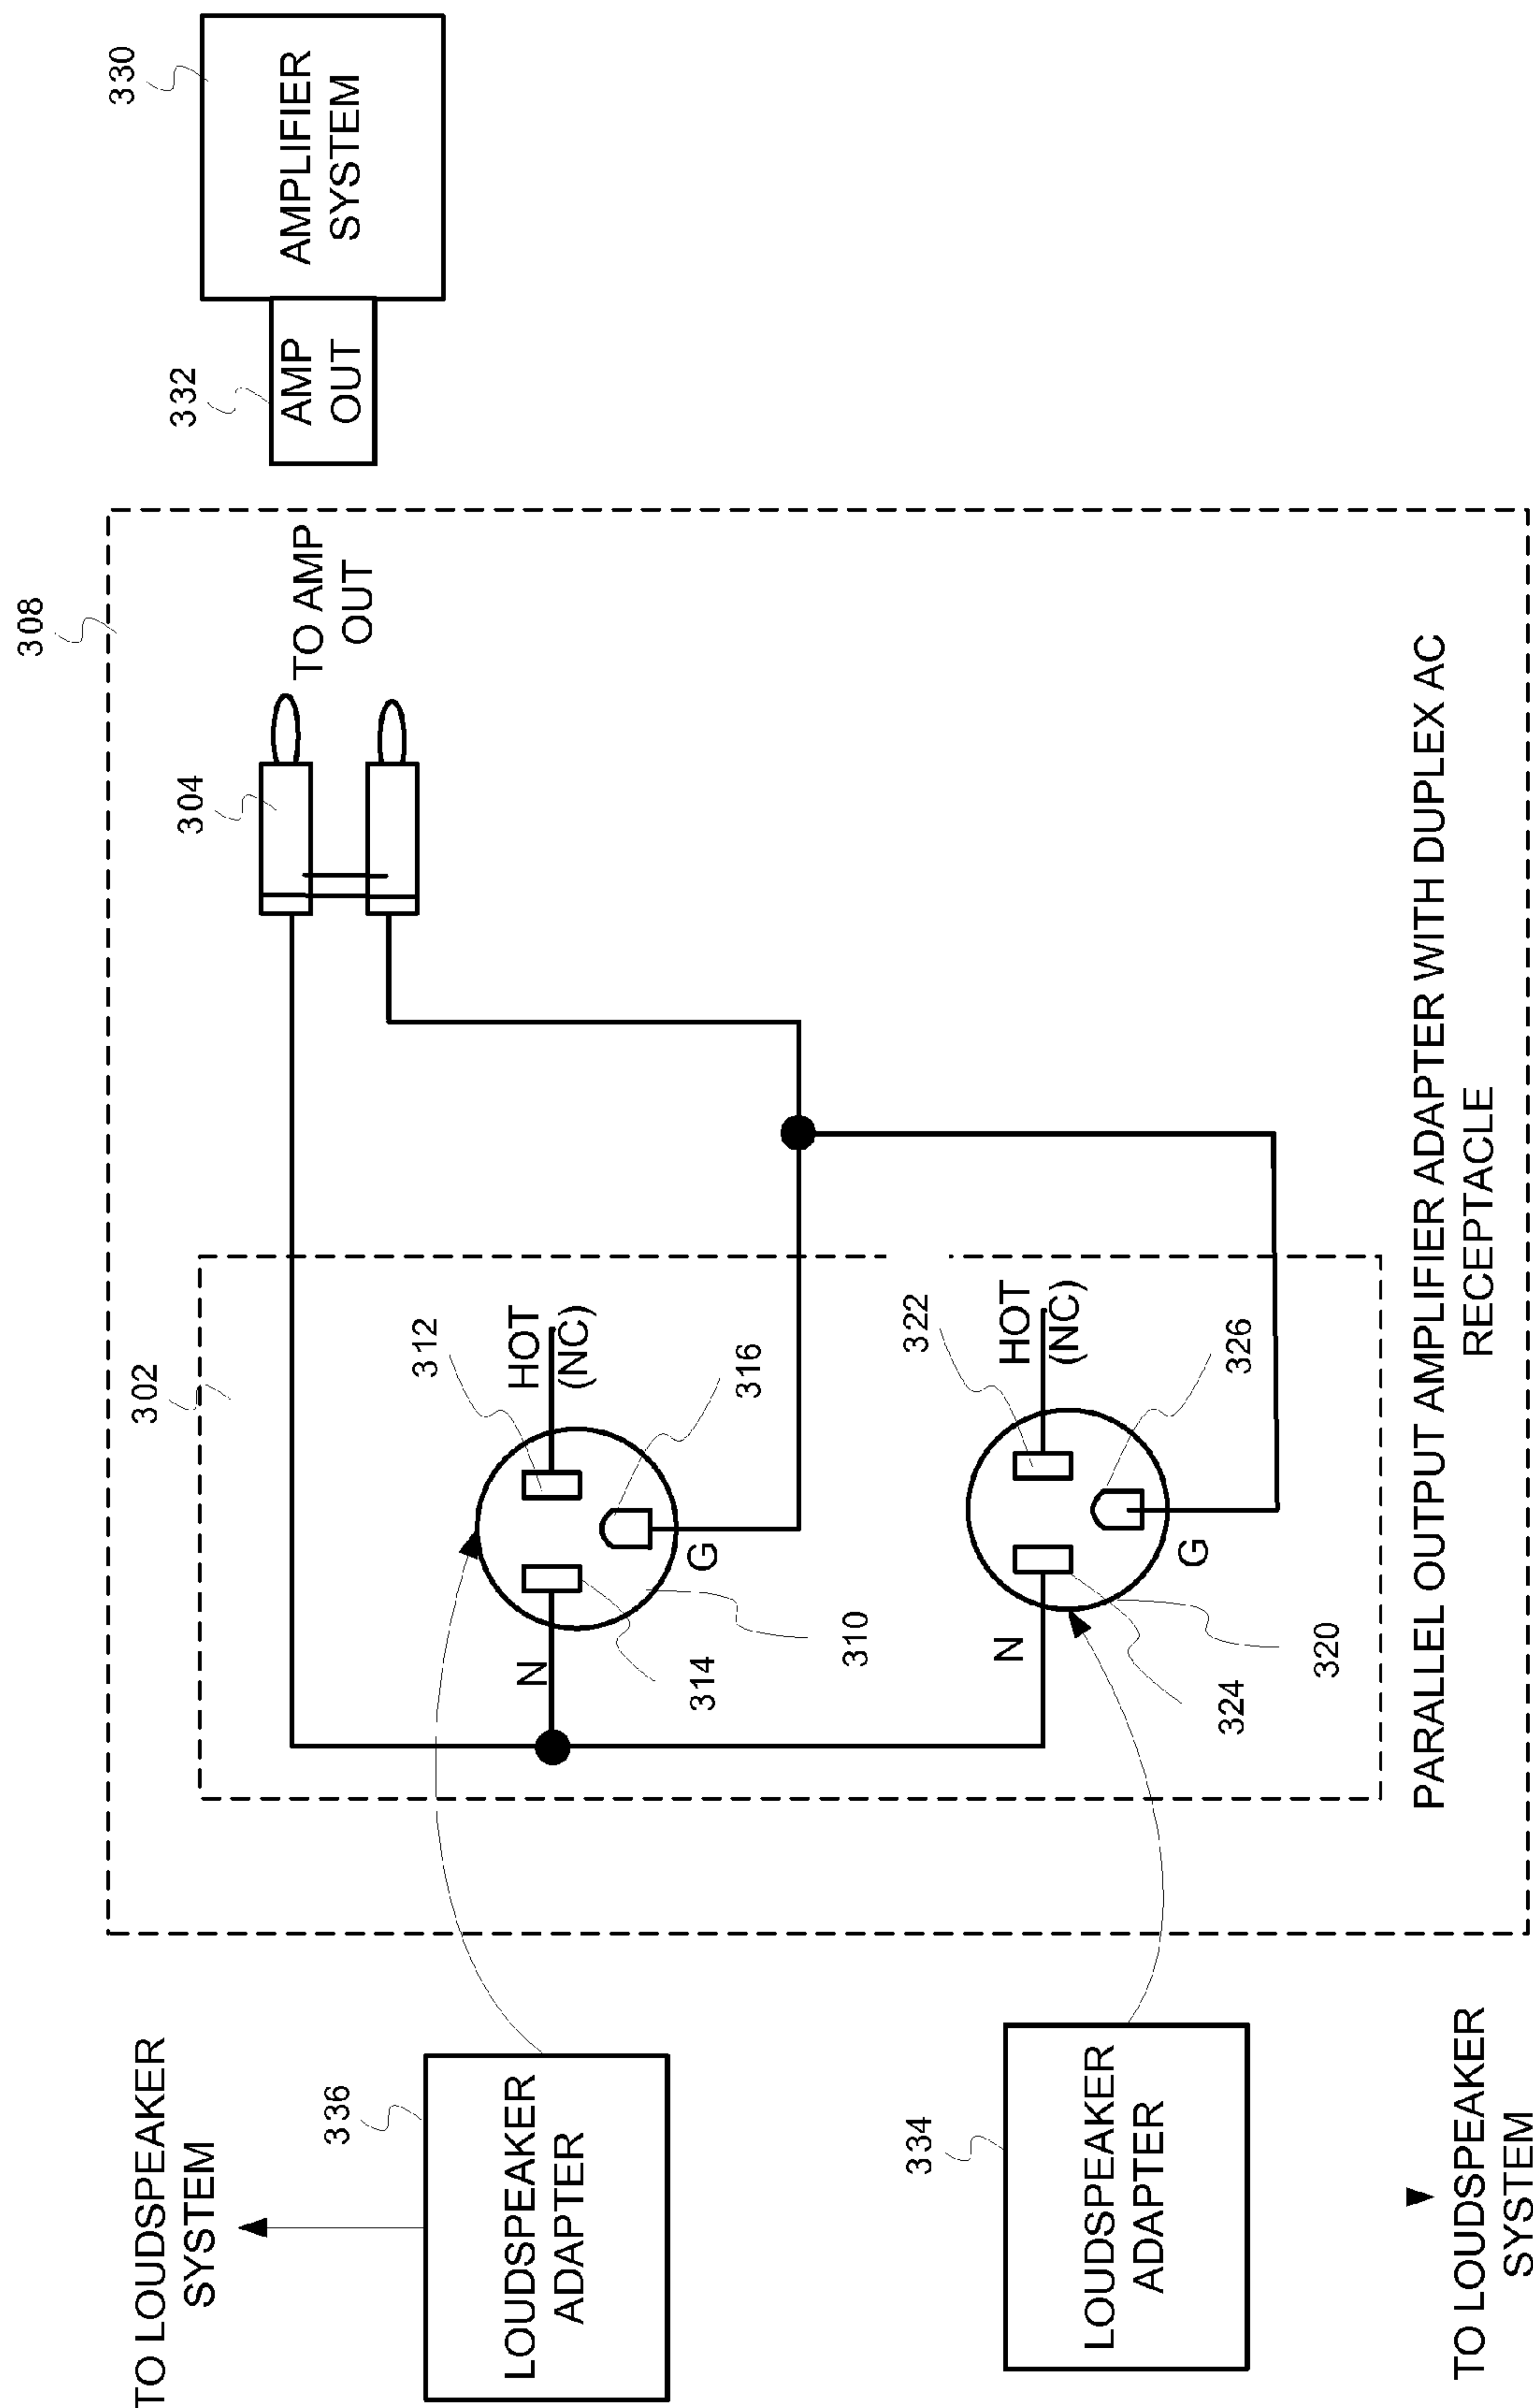 TO LOUDSPEAKER
SYSTEM
336
LOUDSPEAKER
ADAPTER
334
LOUDSPEAKER
ADAPTER
TO LOUDSPEAKER
SYSTEM
308
302
304
TO AMP
OUT
312
HOT
(NC)
316
N
G
314
310
322
HOT
(NC)
326
N
G
324
320
PARALLEL OUTPUT AMPLIFIER ADAPTER WITH DUPLEX AC
RECEPTACLE
332
AMP
OUT
330
AMPLIFIER
SYSTEM